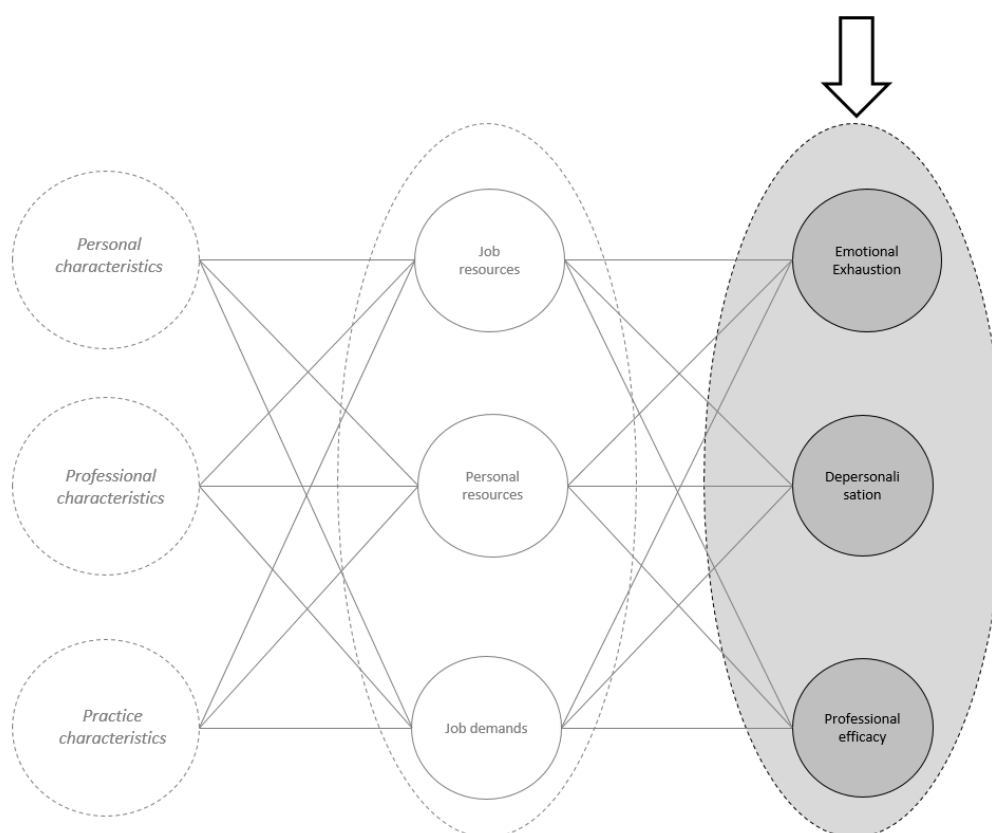 Personal
characteristics
Job
resources
Emotional
Exhaustion
Professional
characteristics
Personal
resources
Depersonali
sation
Practice
characteristics
Job demands
Professional
efficacy